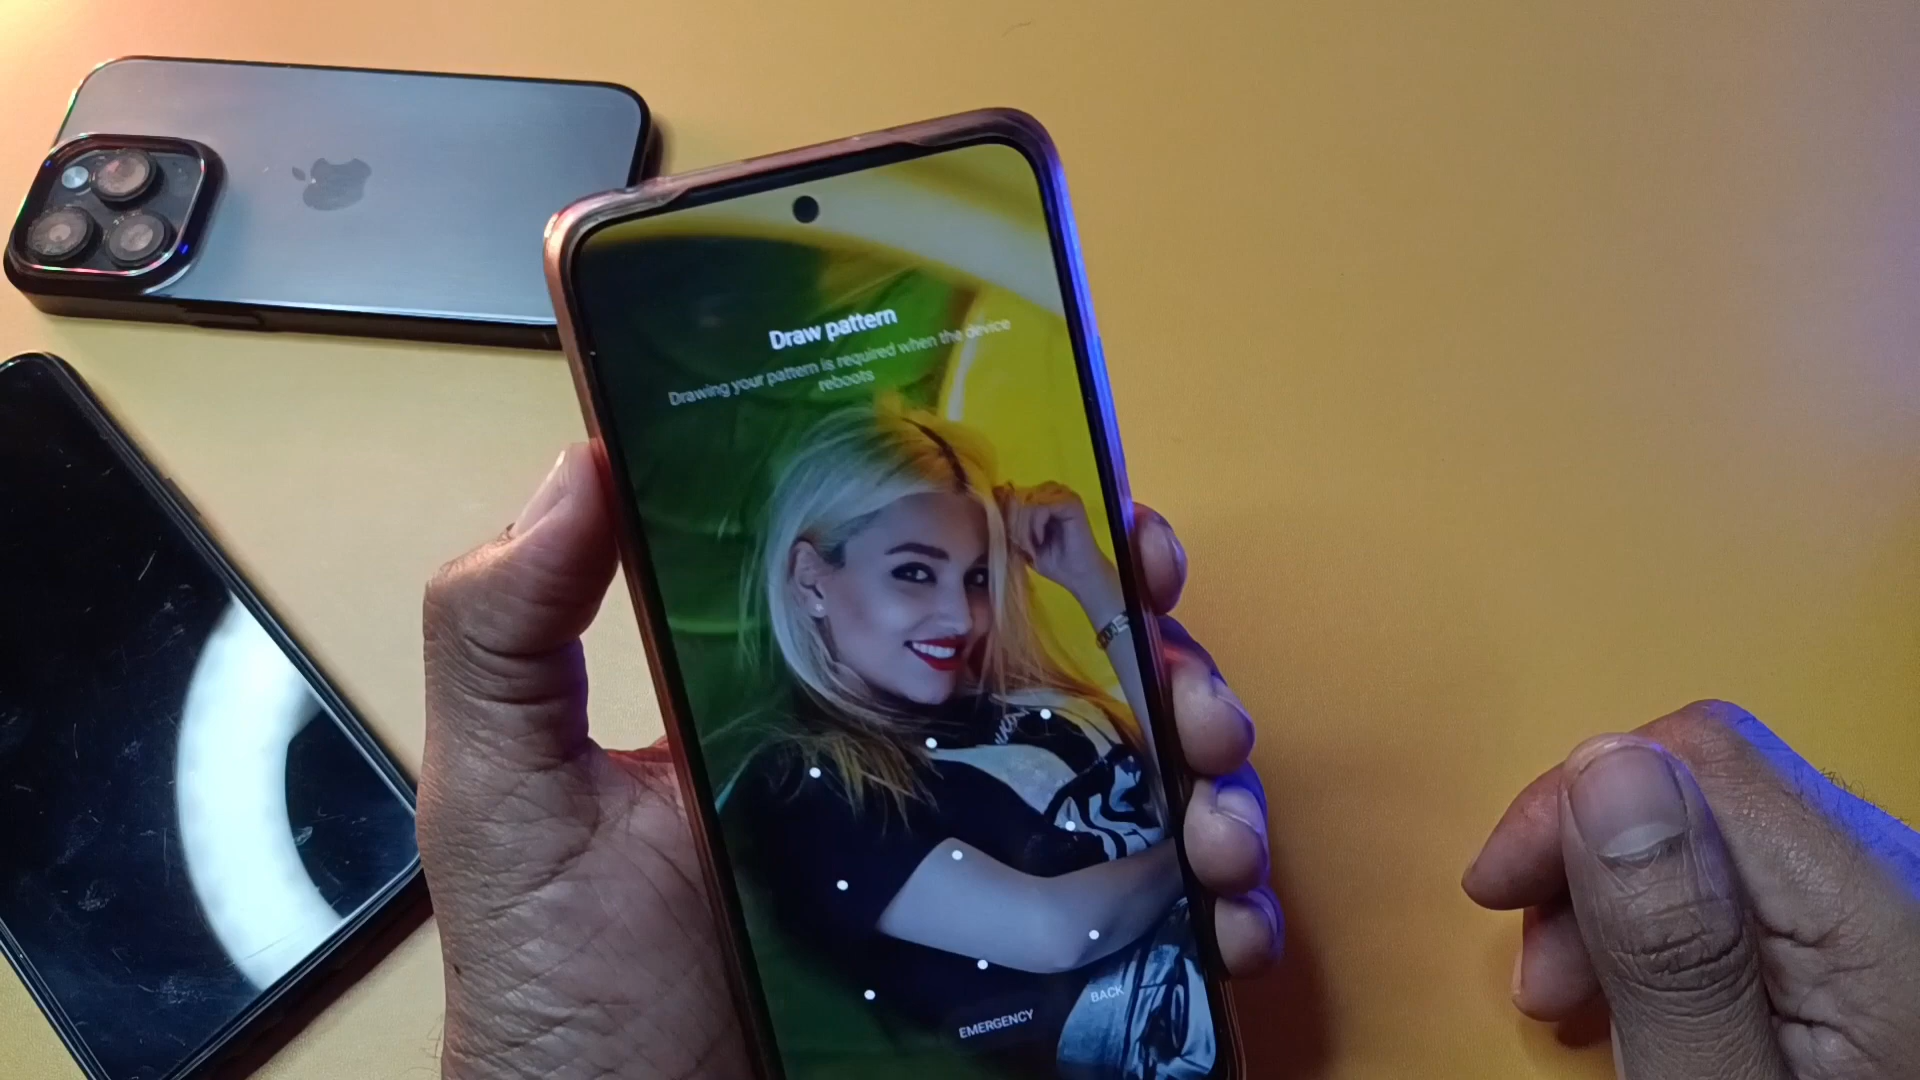 Draw pattern
Drawing your pattern is required when the device
reboots
BACK
EMERGENCY